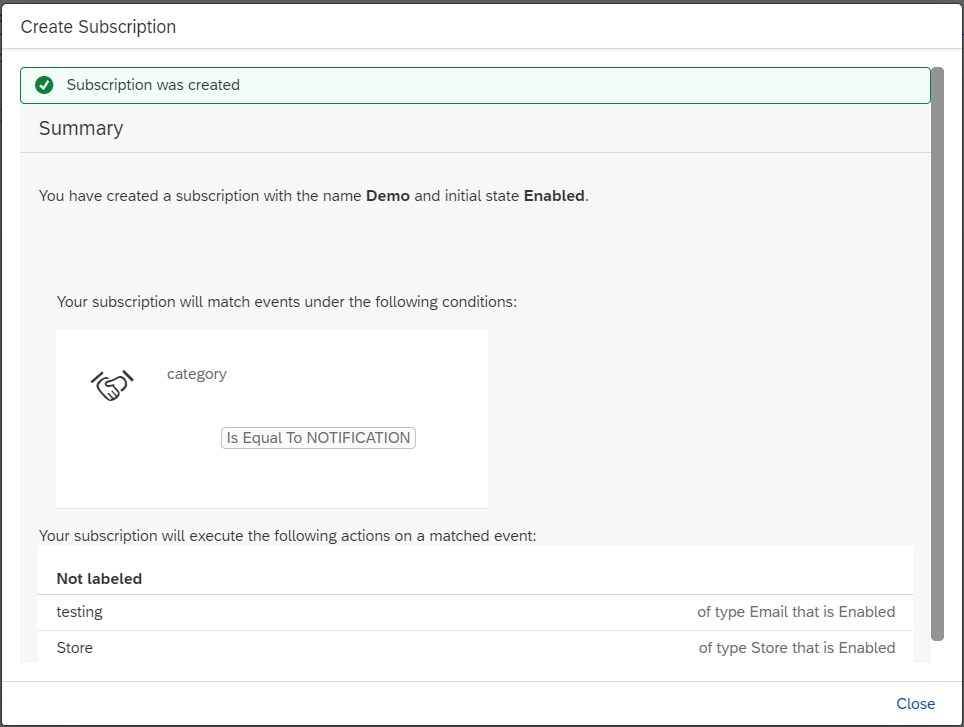 Create Subscription
Subscription was created
Summary
You have created a subscription with the name Demo and initial state Enabled.
Your subscription will match events under the following conditions:
category
Is Equal To NOTIFICATION
Your subscription will execute the following actions on a matched event:
Not labeled
testing of type Email that is Enabled
Store of type Store that is Enabled
Close